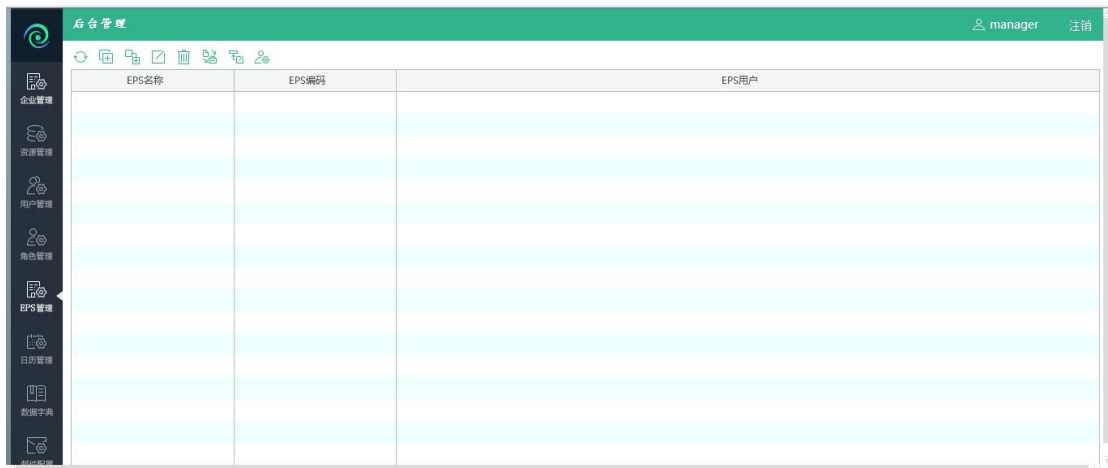 后台管理
manager 注销
EPS名称 EPS编码 EPS用户
企业管理
资源管理
用户管理
角色管理
EPS管理
日历管理
数据字典